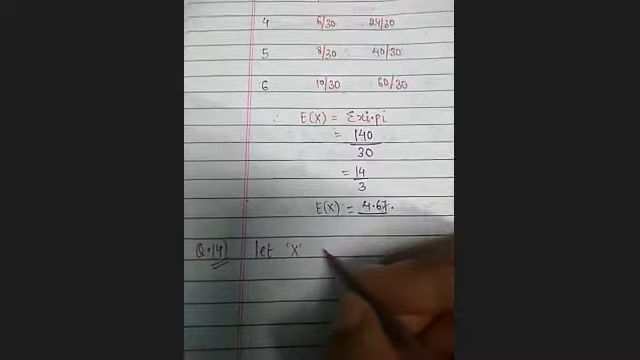 4 6/30 24/30
5 8/30 40/30
6 10/30 60/30
∴ E(X) = Σxi·pi
= 140/30
= 14/3
E(X) = 4.67.
Q.14) let 'X'